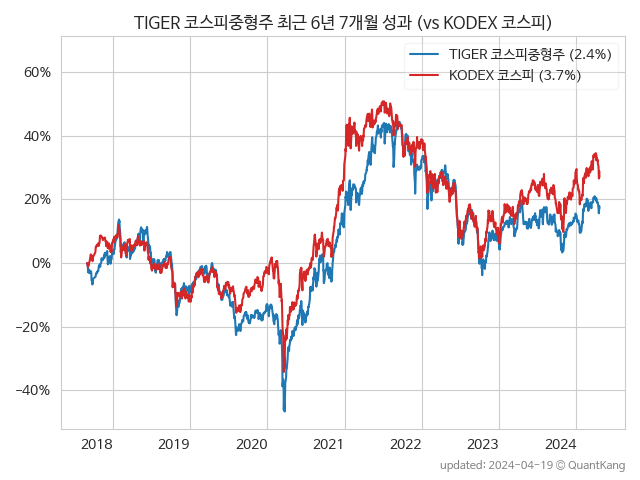 TIGER 코스피중형주 최근 6년 7개월 성과 (vs KODEX 코스피)
TIGER 코스피중형주 (2.4%)
KODEX 코스피 (3.7%)
60%
40%
20%
0%
−20%
−40%
2018 2019 2020 2021 2022 2023 2024
updated: 2024-04-19 © QuantKang